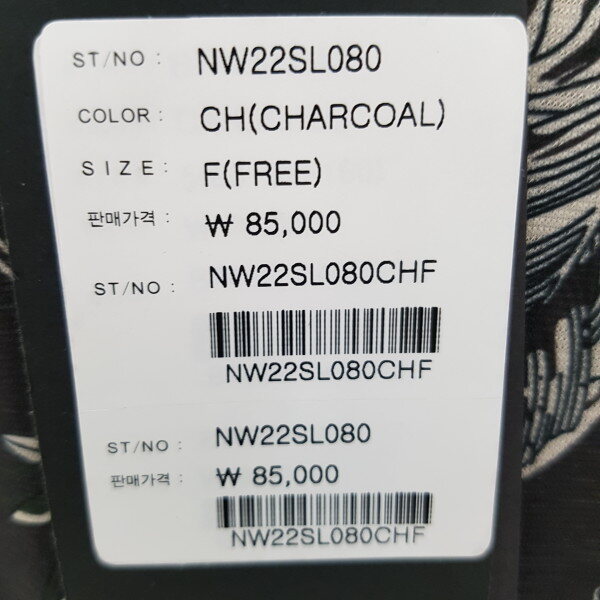 ST/NO : NW22SL080
COLOR : CH(CHARCOAL)
SIZE : F(FREE)
판매가격 : ₩ 85,000
ST/NO : NW22SL080CHF
NW22SL080CHF
ST/NO : NW22SL080
판매가격 : ₩ 85,000
NW22SL080CHF